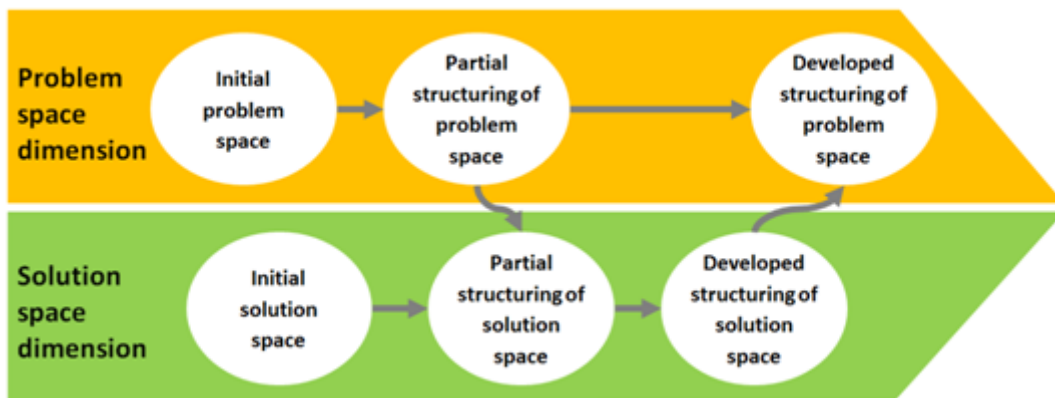 Problem
space
dimension
Initial
problem
space
Partial
structuring of
problem
space
Developed
structuring of
problem
space
Solution
space
dimension
Initial
solution
space
Partial
structuring of
solution
space
Developed
structuring of
solution
space